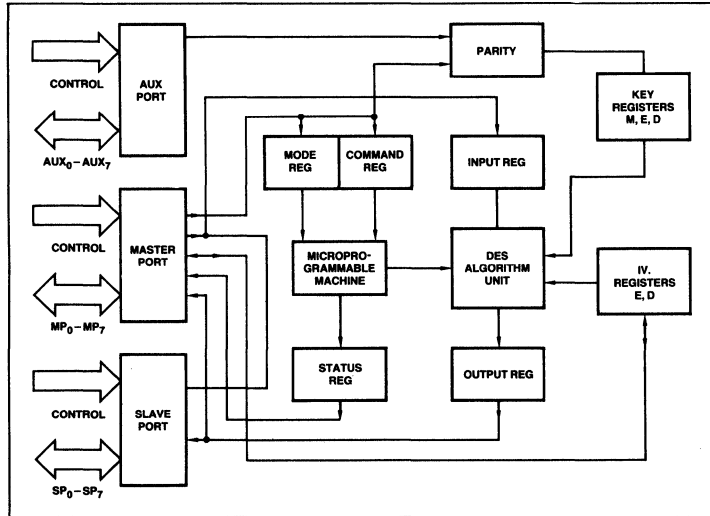 CONTROL
AUX
PORT
AUX0–AUX7
CONTROL
MASTER
PORT
MP0–MP7
CONTROL
SLAVE
PORT
SP0–SP7
PARITY
KEY
REGISTERS
M, E, D
MODE
REG
COMMAND
REG
INPUT REG
MICROPRO-
GRAMMABLE
MACHINE
DES
ALGORITHM
UNIT
IV.
REGISTERS
E, D
STATUS
REG
OUTPUT REG